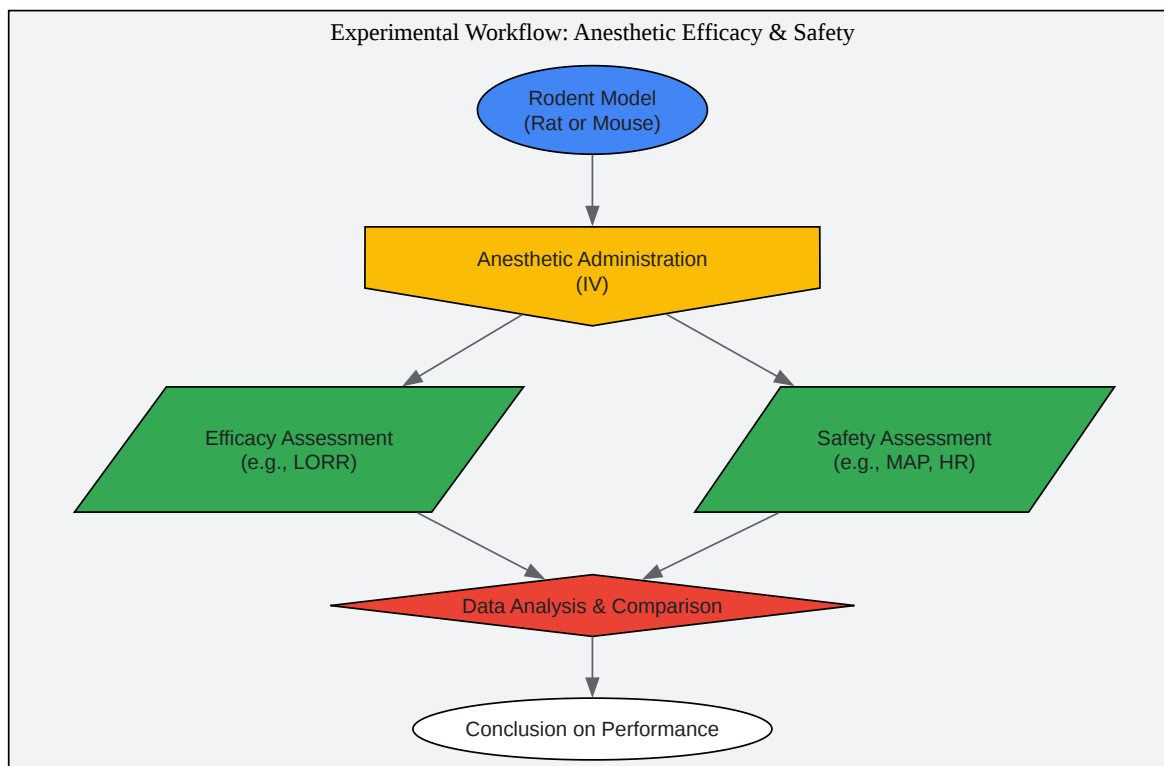 Experimental Workflow: Anesthetic Efficacy & Safety
Rodent Model
(Rat or Mouse)
Anesthetic Administration
(IV)
Efficacy Assessment
(e.g., LORR)
Safety Assessment
(e.g., MAP, HR)
Data Analysis & Comparison
Conclusion on Performance